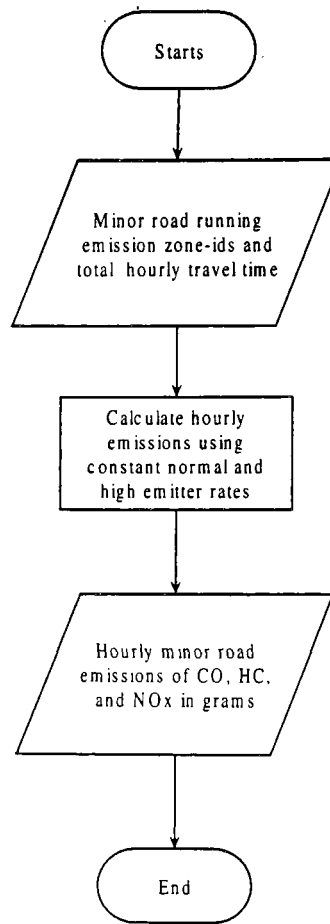 Starts
Minor road running
emission zone-ids and
total hourly travel time
Calculate hourly
emissions using
constant normal and
high emitter rates
Hourly minor road
emissions of CO, HC,
and NOx in grams
End